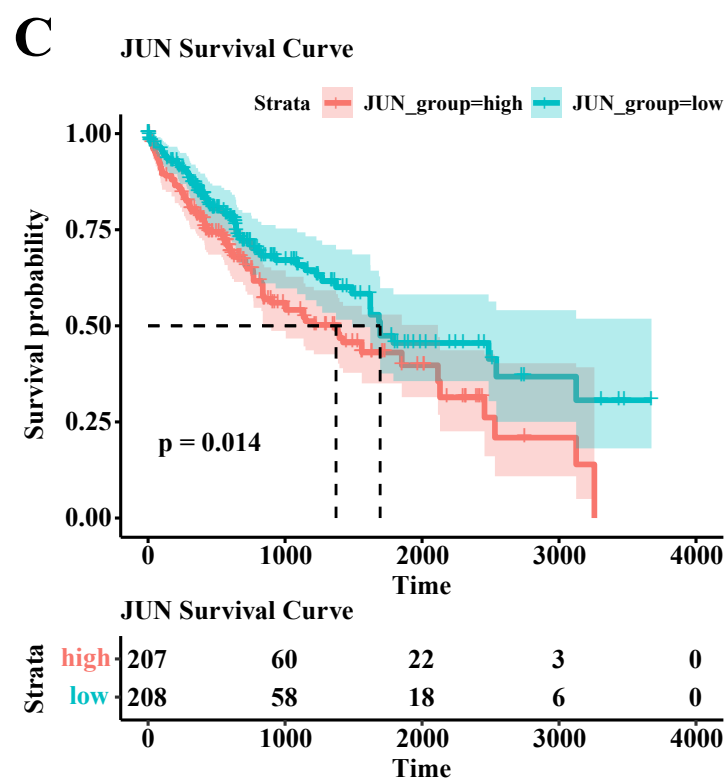 C
JUN Survival Curve
Strata JUN_group=high JUN_group=low
1.00
0.75
0.50
0.25
0.00
Survival probability
p = 0.014
0 1000 2000 3000 4000
Time
JUN Survival Curve
Strata
high 207 60 22 3 0
low 208 58 18 6 0
0 1000 2000 3000 4000
Time